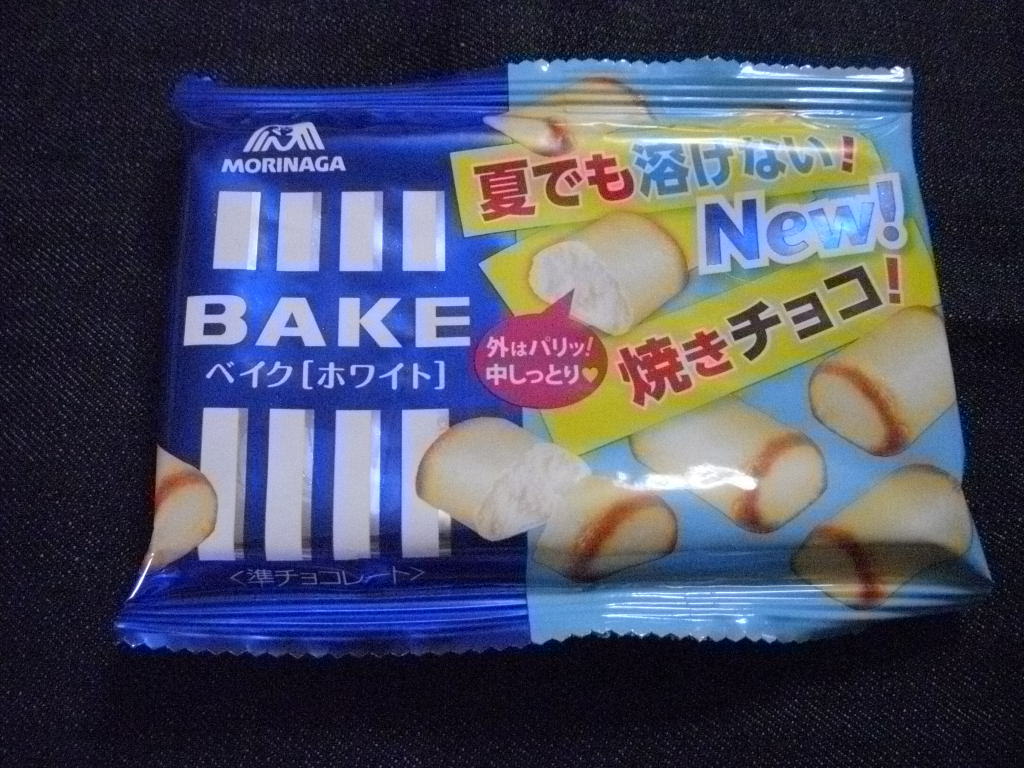 MORINAGA
BAKE
ベイク[ホワイト]
<準チョコレート>
夏でも溶けない!
New!
焼きチョコ!
外はパリッ!
中しっとり♥